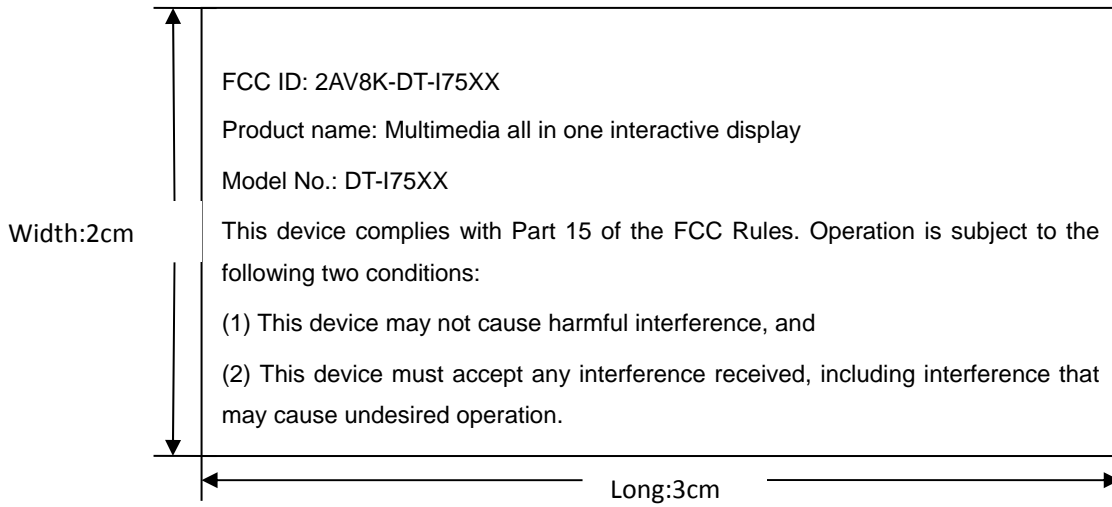 FCC ID: 2AV8K-DT-I75XX
Product name: Multimedia all in one interactive display
Model No.: DT-I75XX
Width:2cm
This device complies with Part 15 of the FCC Rules. Operation is subject to the
following two conditions:
(1) This device may not cause harmful interference, and
(2) This device must accept any interference received, including interference that
may cause undesired operation.
Long:3cm